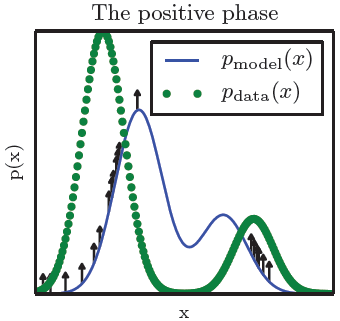 The positive phase
p_model(x)
p_data(x)
p(x)
x